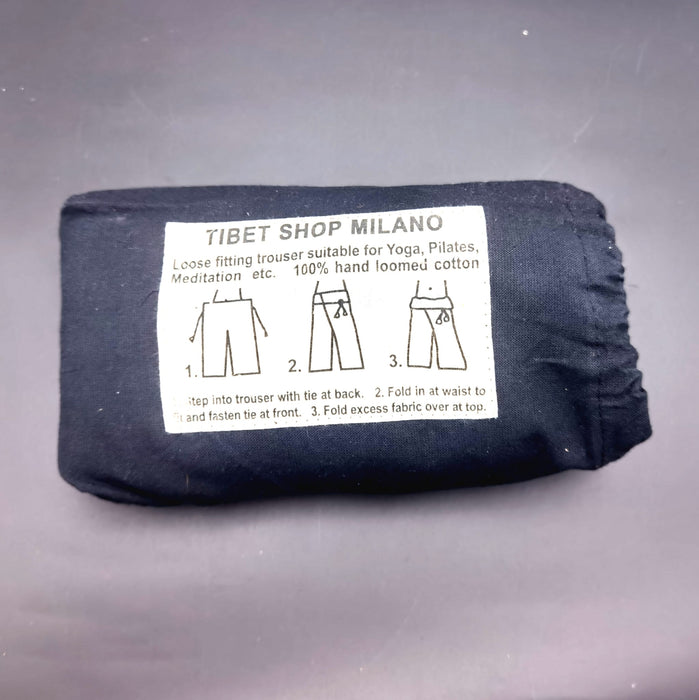 TIBET SHOP MILANO
Loose fitting trouser suitable for Yoga, Pilates,
Meditation etc. 100% hand loomed cotton
1. 2. 3.
Step into trouser with tie at back. 2. Fold in at waist to
and fasten tie at front. 3. Fold excess fabric over at top.